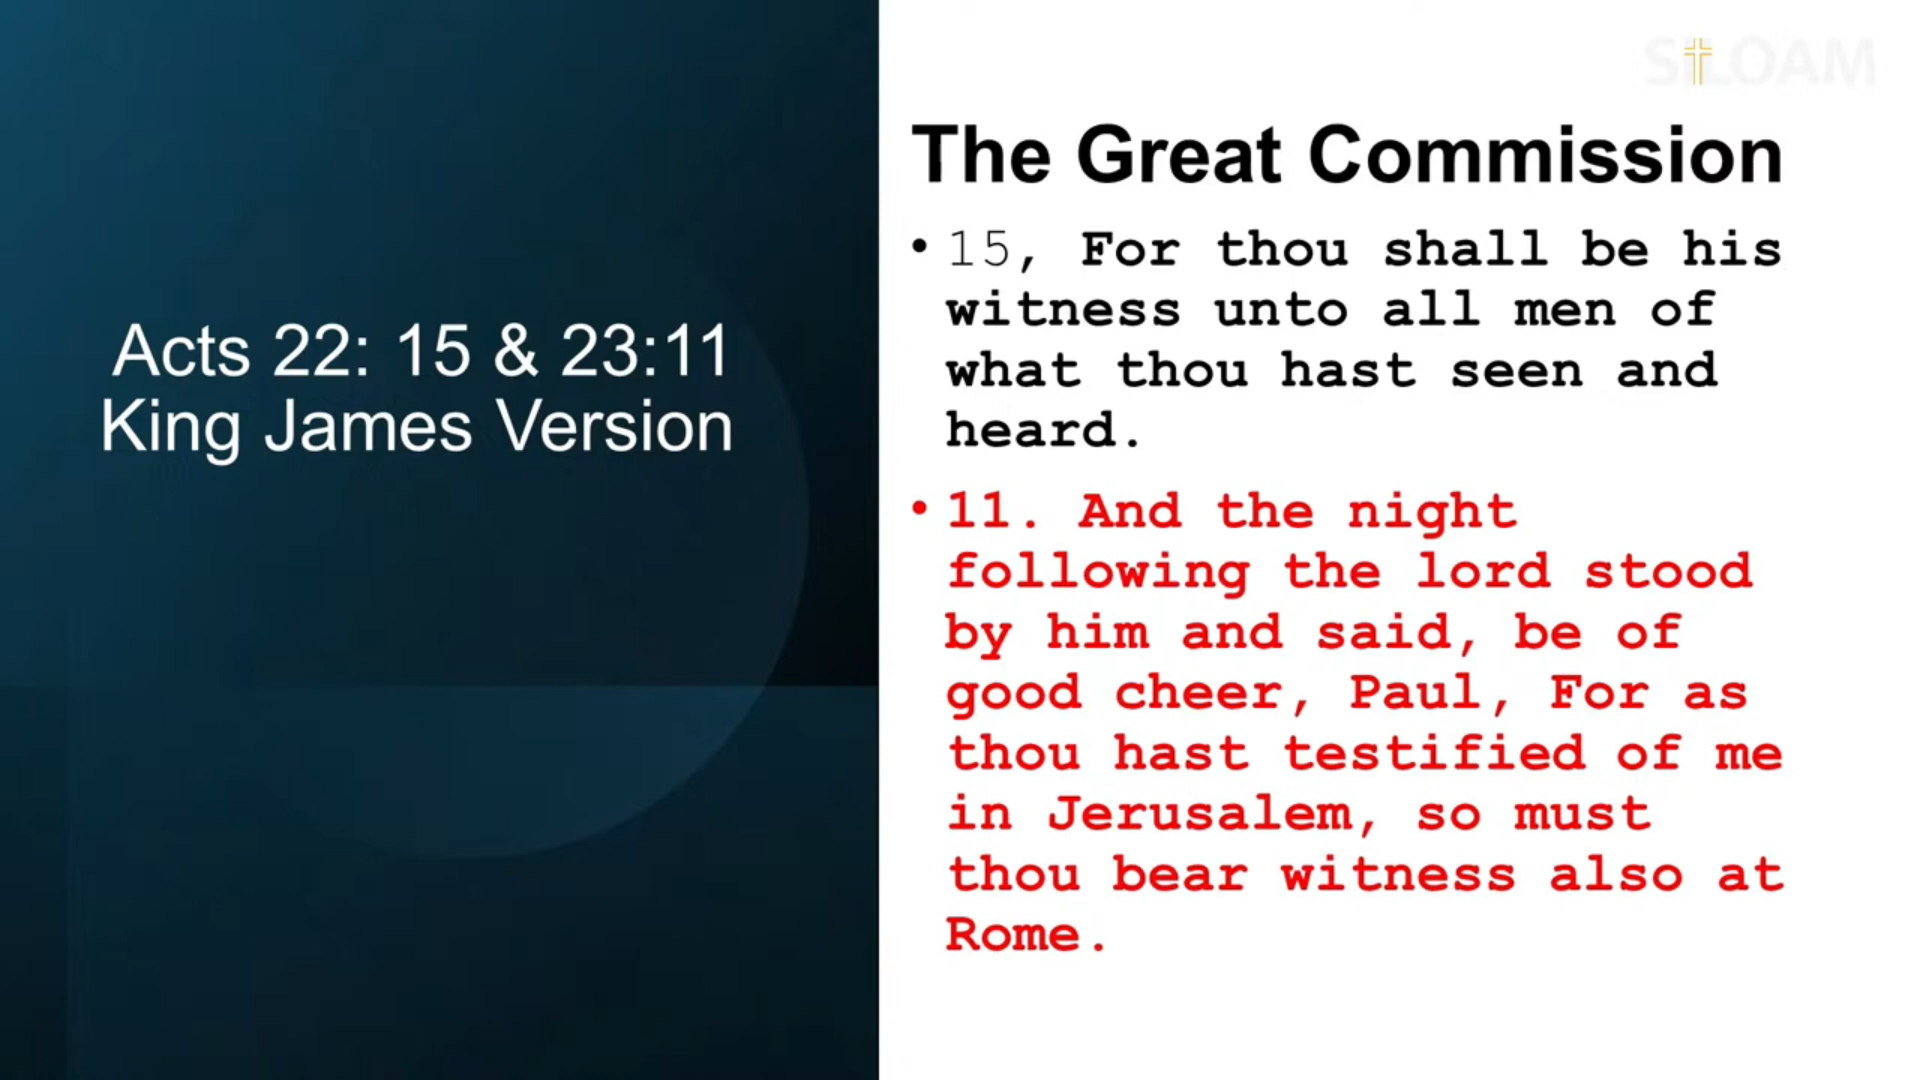 Acts 22: 15 & 23:11
King James Version
SILOAM
The Great Commission
• 15, For thou shall be his
witness unto all men of
what thou hast seen and
heard.
• 11. And the night
following the lord stood
by him and said, be of
good cheer, Paul, For as
thou hast testified of me
in Jerusalem, so must
thou bear witness also at
Rome.